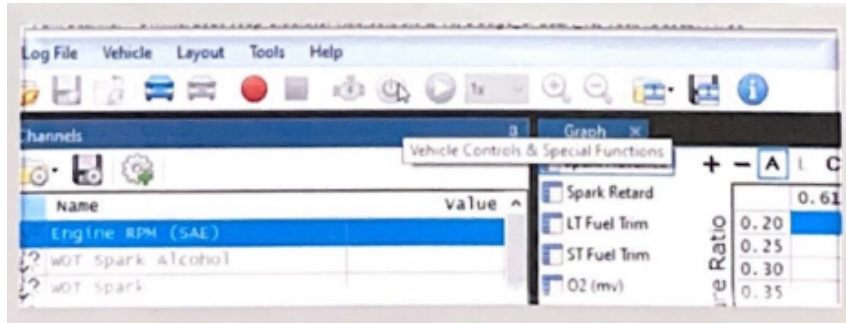 Log File Vehicle Layout Tools Help
1x
Channels
Graph
Vehicle Controls & Special Functions
Name Value
Engine RPM (SAE)
WOT Spark Alcohol
WOT Spark
Spark Retard
LT Fuel Trim
ST Fuel Trim
O2 (mv)
A
0.61
0.20
0.25
0.30
0.35